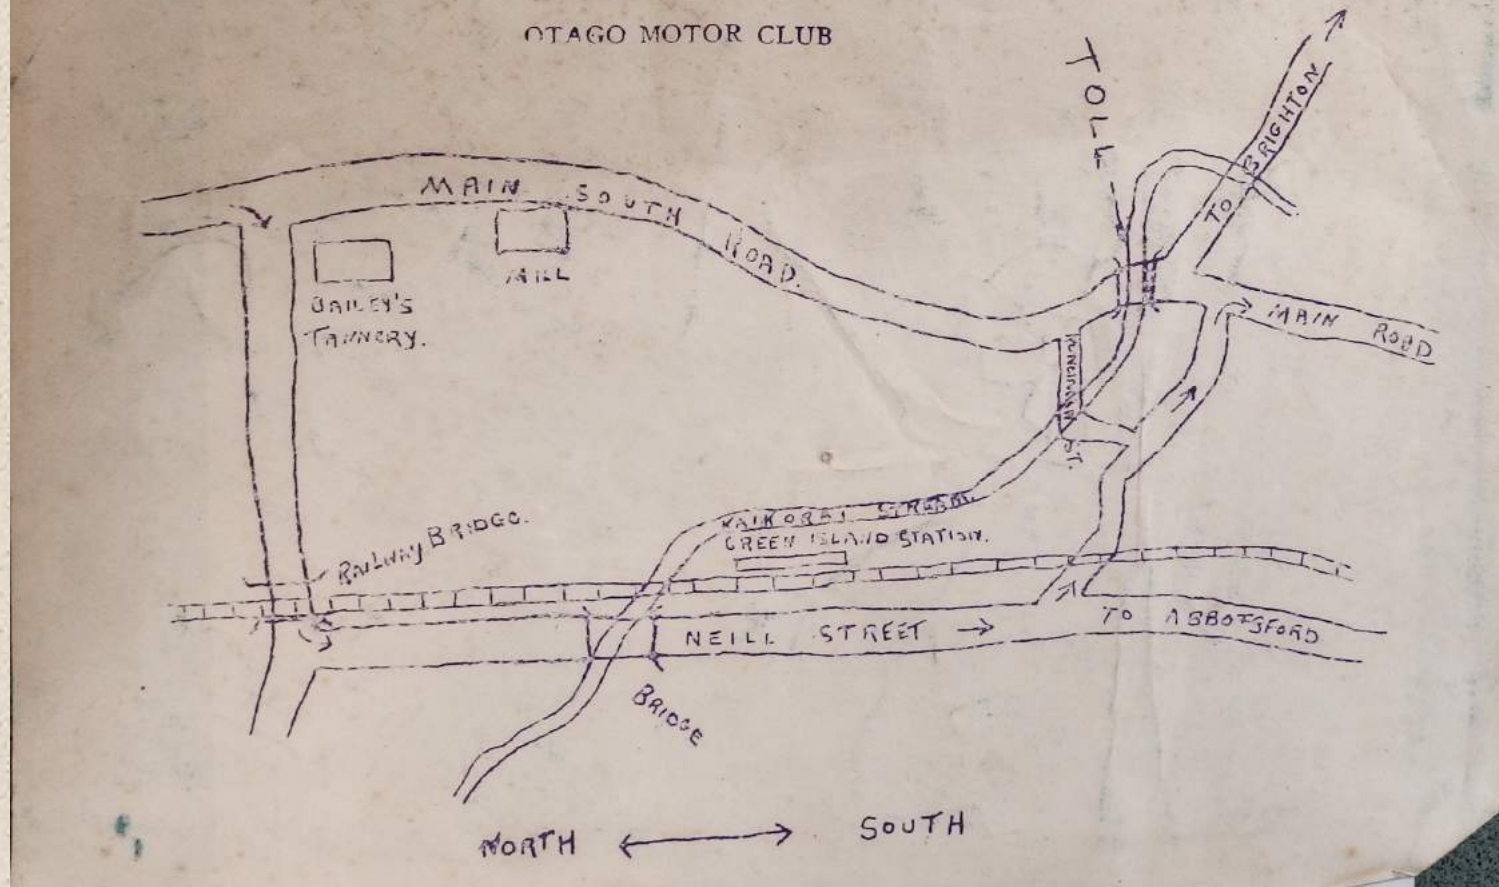 OTAGO MOTOR CLUB
TOLL
TO BRIGHTON
MAIN SOUTH ROAD.
MILL
BAILEY'S
TANNERY.
MAIN ROAD
ST.
RAILWAY BRIDGE.
KAIKORAI STREAM.
GREEN ISLAND STATION.
NEILL STREET
TO ABBOTSFORD
BRIDGE
NORTH
SOUTH